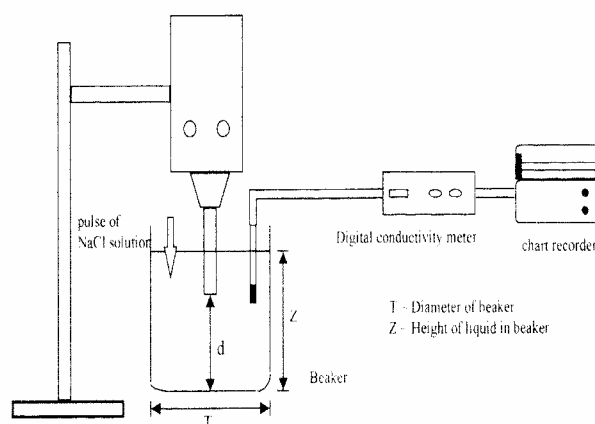 pulse of
NaCl solution
Digital conductivity meter
chart recorder
Z
d
T - Diameter of beaker
Z - Height of liquid in beaker
Beaker
T